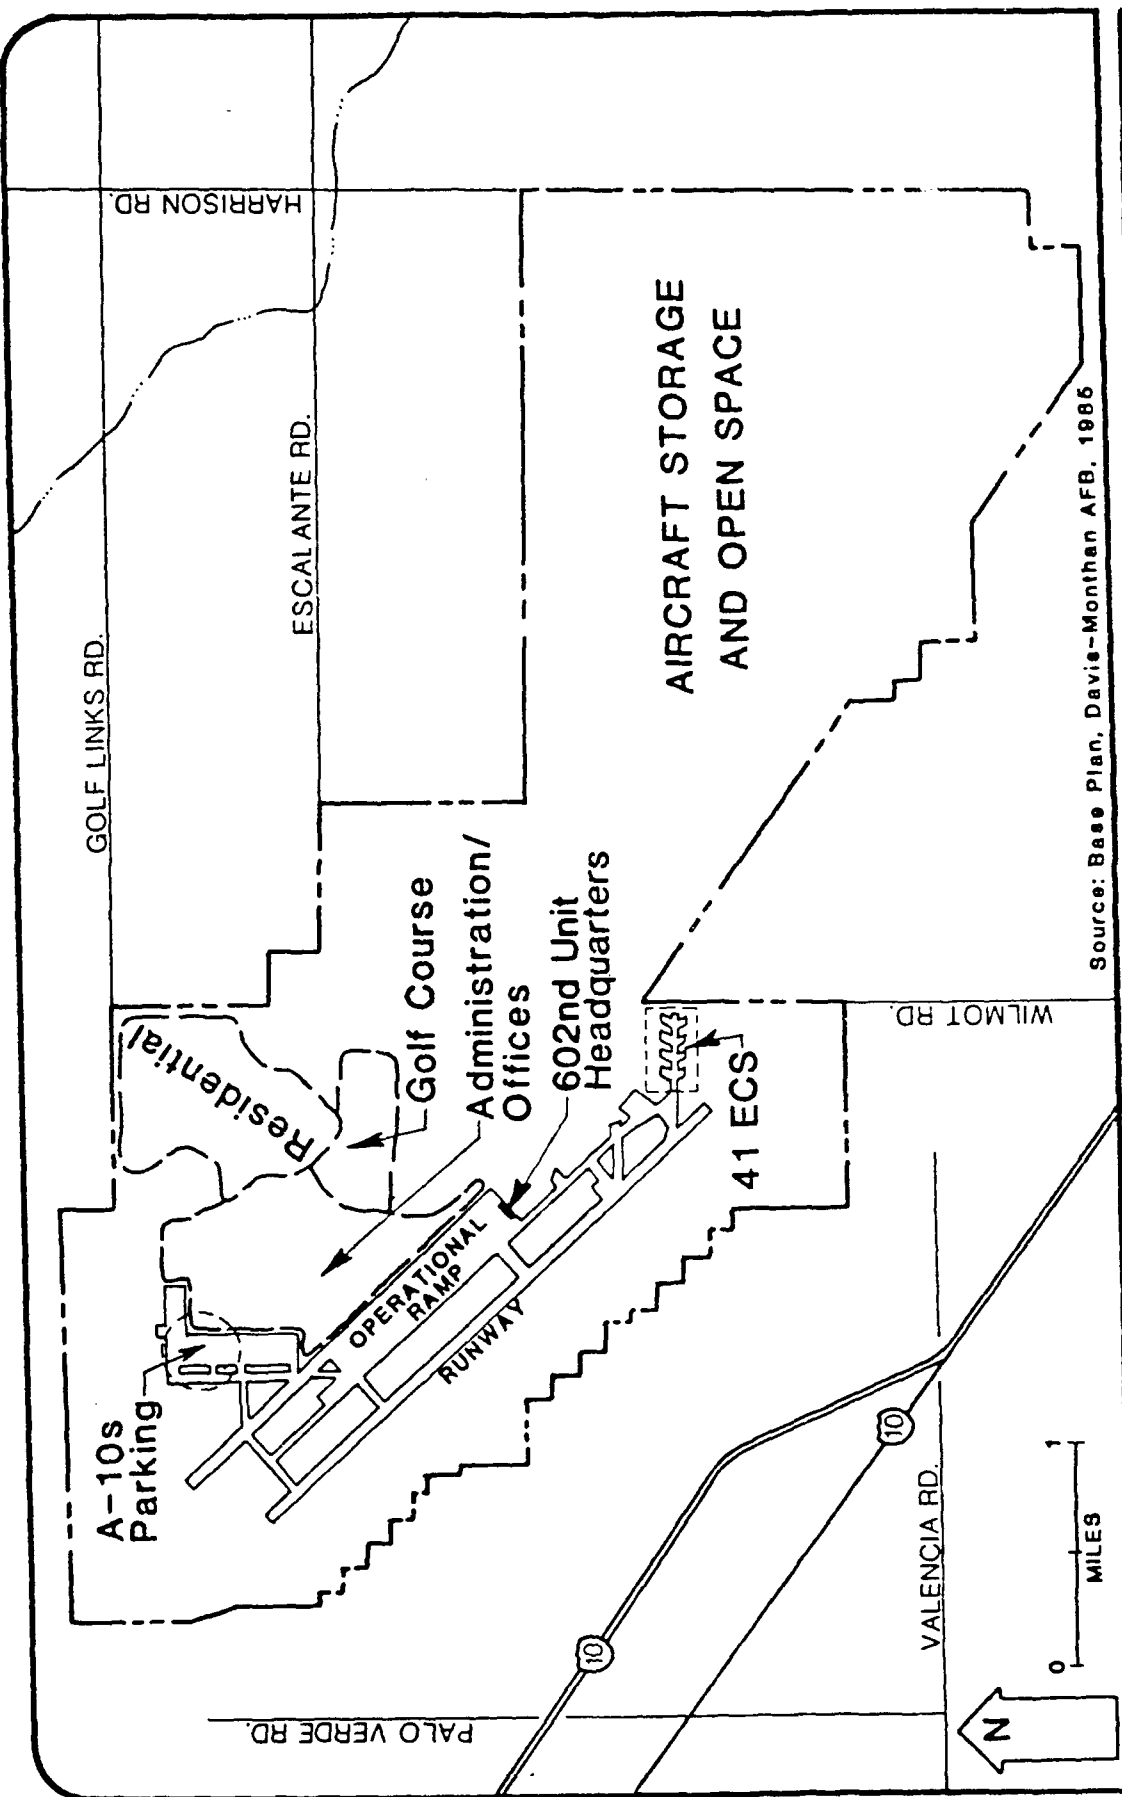 GOLF LINKS RD.
HARRISON RD.
ESCALANTE RD.
A-10s
Parking
Residential
Golf Course
Administration/
Offices
OPERATIONAL
RAMP
RUNWAY
602nd Unit
Headquarters
41 ECS
AIRCRAFT STORAGE
AND OPEN SPACE
PALO VERDE RD.
10
10
VALENCIA RD.
WILMOT RD.
N
0
1
MILES
Source: Base Plan, Davis-Monthan AFB, 1986